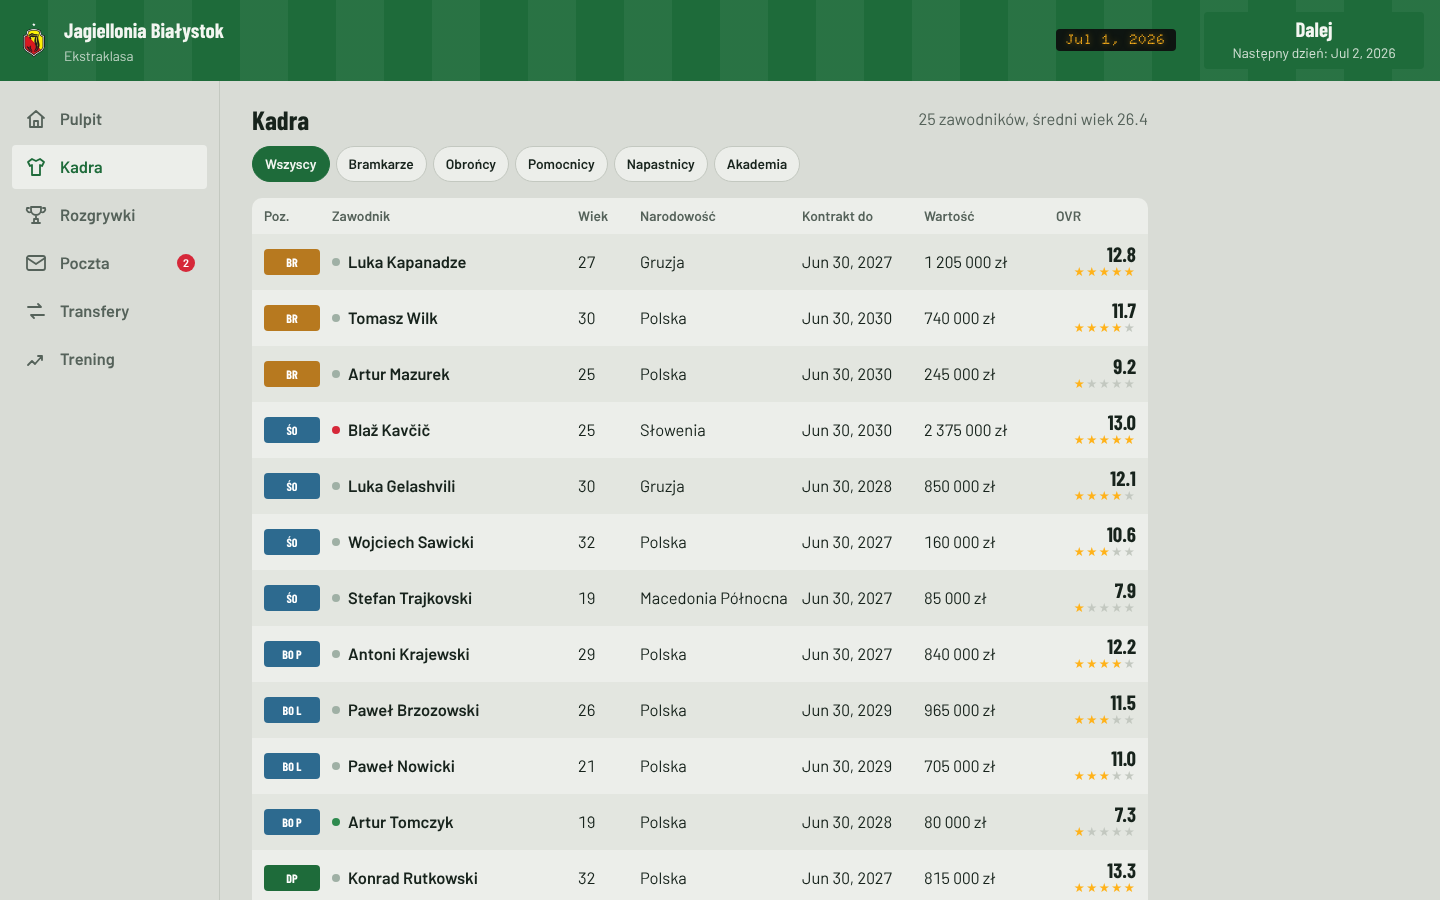 Jagiellonia Białystok
Ekstraklasa
Jul 1, 2026
Dalej
Następny dzień: Jul 2, 2026
Pulpit
Kadra
Rozgrywki
Poczta 2
Transfery
Trening
Kadra
25 zawodników, średni wiek 26.4
Wszyscy Bramkarze Obrońcy Pomocnicy Napastnicy Akademia
Poz. Zawodnik Wiek Narodowość Kontrakt do Wartość OVR
BR Luka Kapanadze 27 Gruzja Jun 30, 2027 1 205 000 zł 12.8
BR Tomasz Wilk 30 Polska Jun 30, 2030 740 000 zł 11.7
BR Artur Mazurek 25 Polska Jun 30, 2030 245 000 zł 9.2
ŚO Blaž Kavčič 25 Słowenia Jun 30, 2030 2 375 000 zł 13.0
ŚO Luka Gelashvili 30 Gruzja Jun 30, 2028 850 000 zł 12.1
ŚO Wojciech Sawicki 32 Polska Jun 30, 2027 160 000 zł 10.6
ŚO Stefan Trajkovski 19 Macedonia Północna Jun 30, 2027 85 000 zł 7.9
BO P Antoni Krajewski 29 Polska Jun 30, 2027 840 000 zł 12.2
BO L Paweł Brzozowski 26 Polska Jun 30, 2029 965 000 zł 11.5
BO L Paweł Nowicki 21 Polska Jun 30, 2029 705 000 zł 11.0
BO P Artur Tomczyk 19 Polska Jun 30, 2028 80 000 zł 7.3
DP Konrad Rutkowski 32 Polska Jun 30, 2027 815 000 zł 13.3